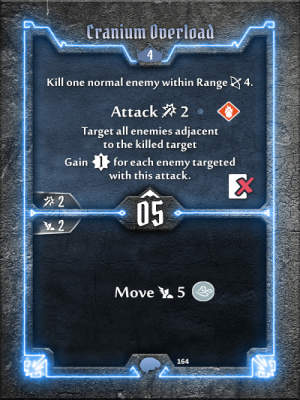 Cranium Overload
4
Kill one normal enemy within Range 4.
Attack 2
Target all enemies adjacent
to the killed target
Gain 1 for each enemy targeted
with this attack.
2
05
2
Move 5
164